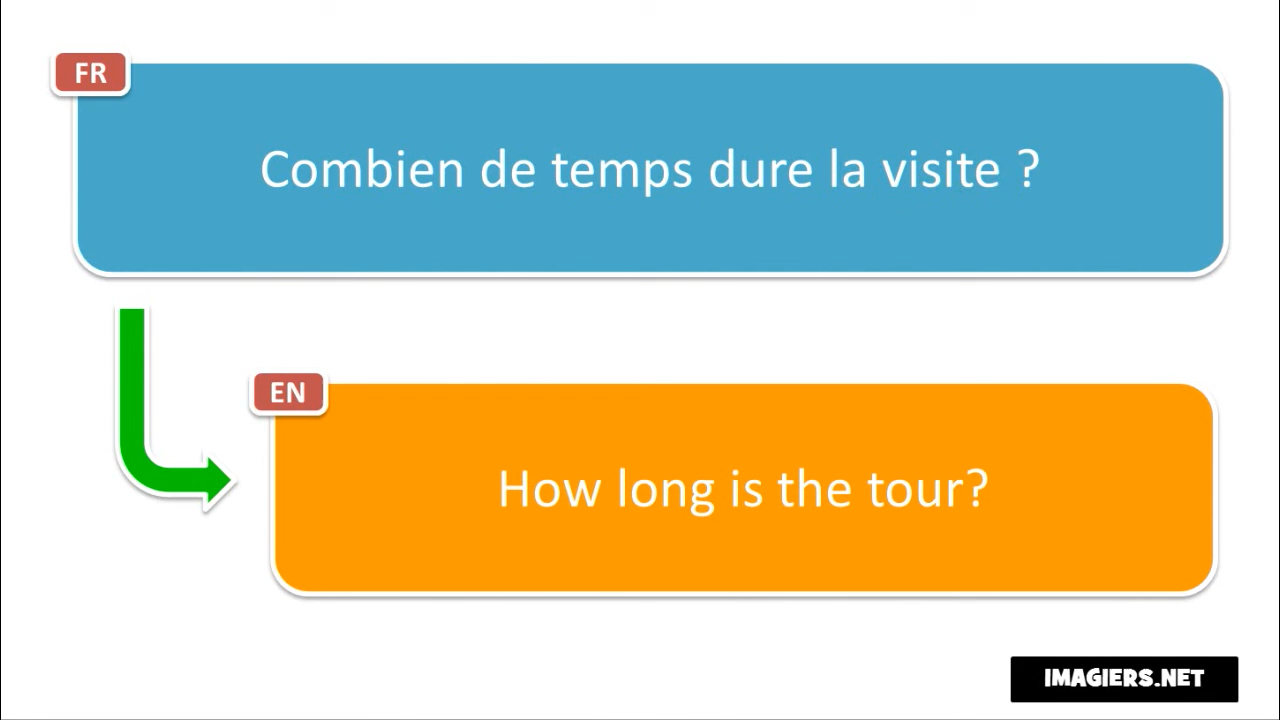 FR
Combien de temps dure la visite ?
EN
How long is the tour?
IMAGIERS.NET